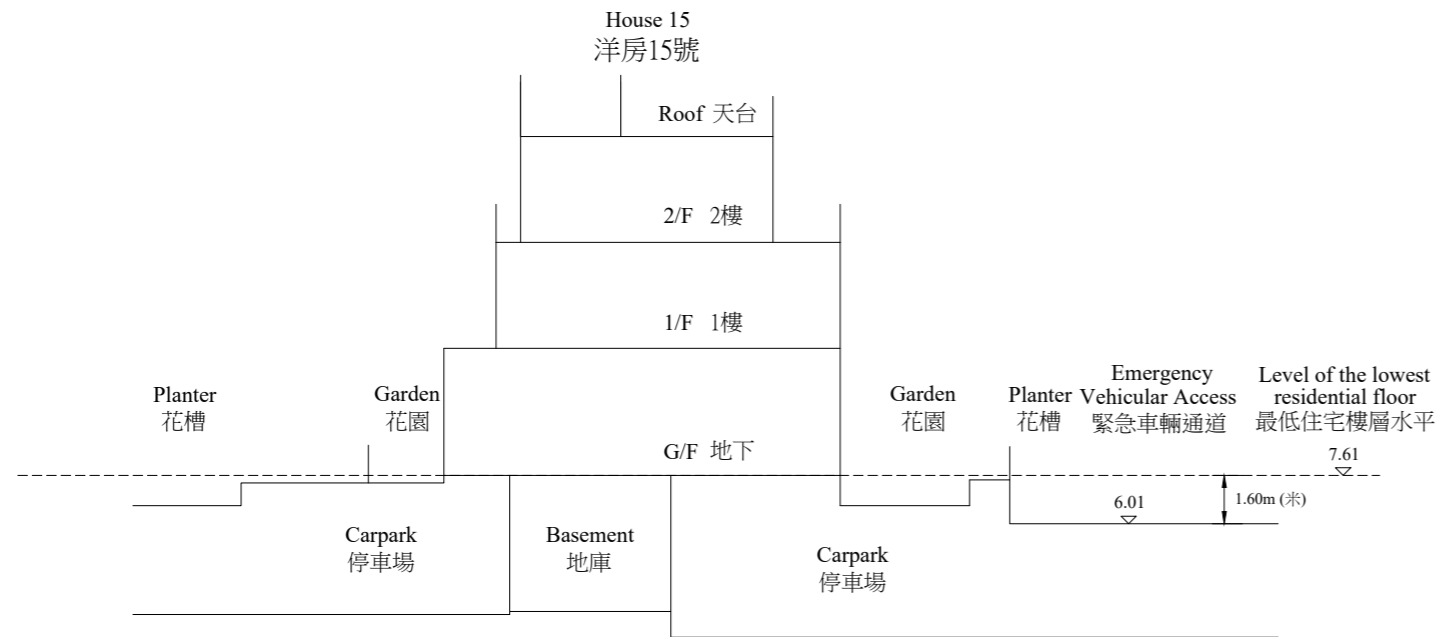 House 15
洋房15號
Roof 天台
2/F 2樓
1/F 1樓
Planter
花槽
Garden
花園
G/F 地下
Garden
花園
Planter
花槽
Emergency
Vehicular Access
緊急車輛通道
Level of the lowest
residential floor
最低住宅樓層水平
7.61
6.01
1.60m (米)
Carpark
停車場
Basement
地庫
Carpark
停車場